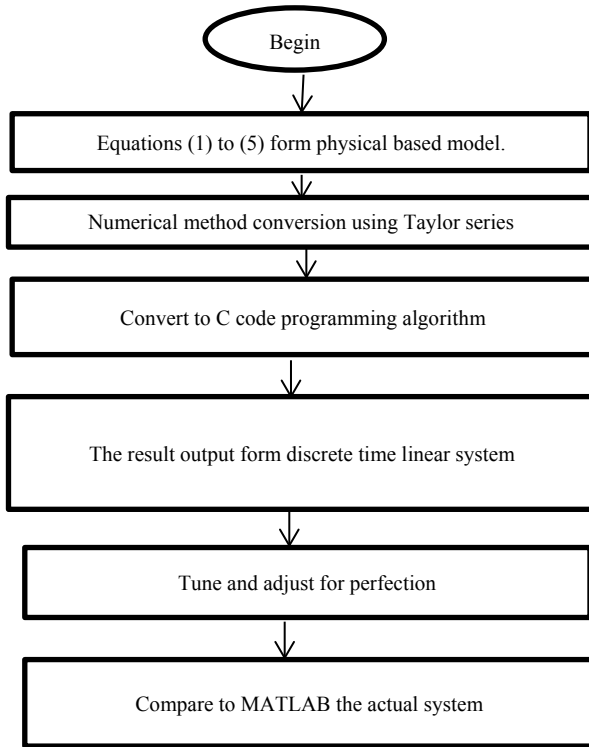 Begin
Equations (1) to (5) form physical based model.
Numerical method conversion using Taylor series
Convert to C code programming algorithm
The result output form discrete time linear system
Tune and adjust for perfection
Compare to MATLAB the actual system